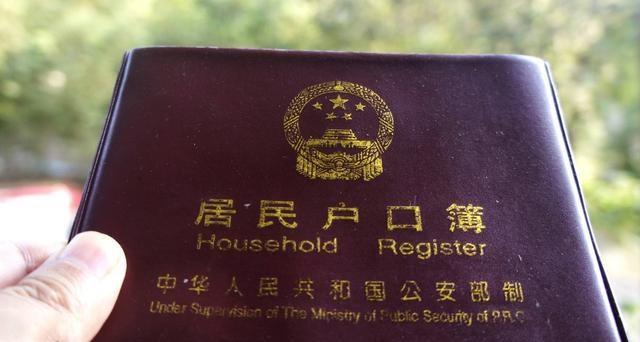 居民户口簿
Household Register
中华人民共和国公安部制
Under Supervision of The Ministry of Public Security of P.R.C